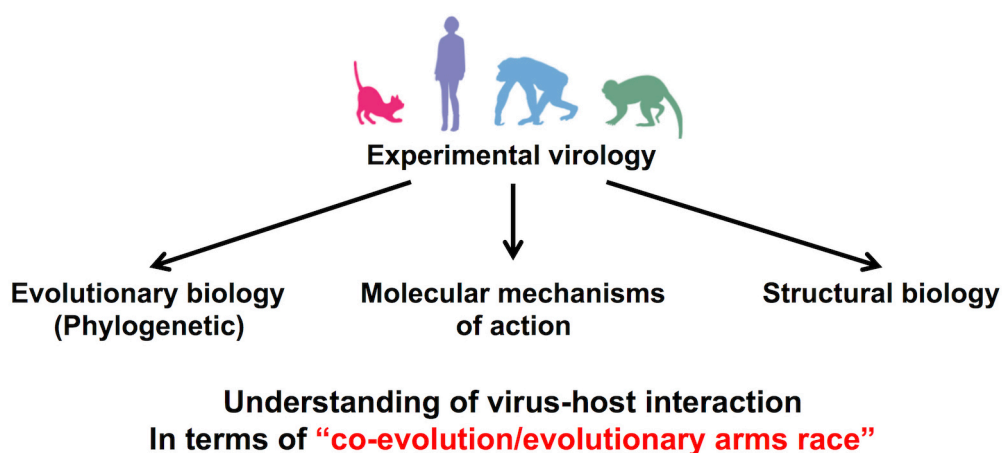 Experimental virology
Evolutionary biology
(Phylogenetic)
Molecular mechanisms
of action
Structural biology
Understanding of virus-host interaction
In terms of “co-evolution/evolutionary arms race”